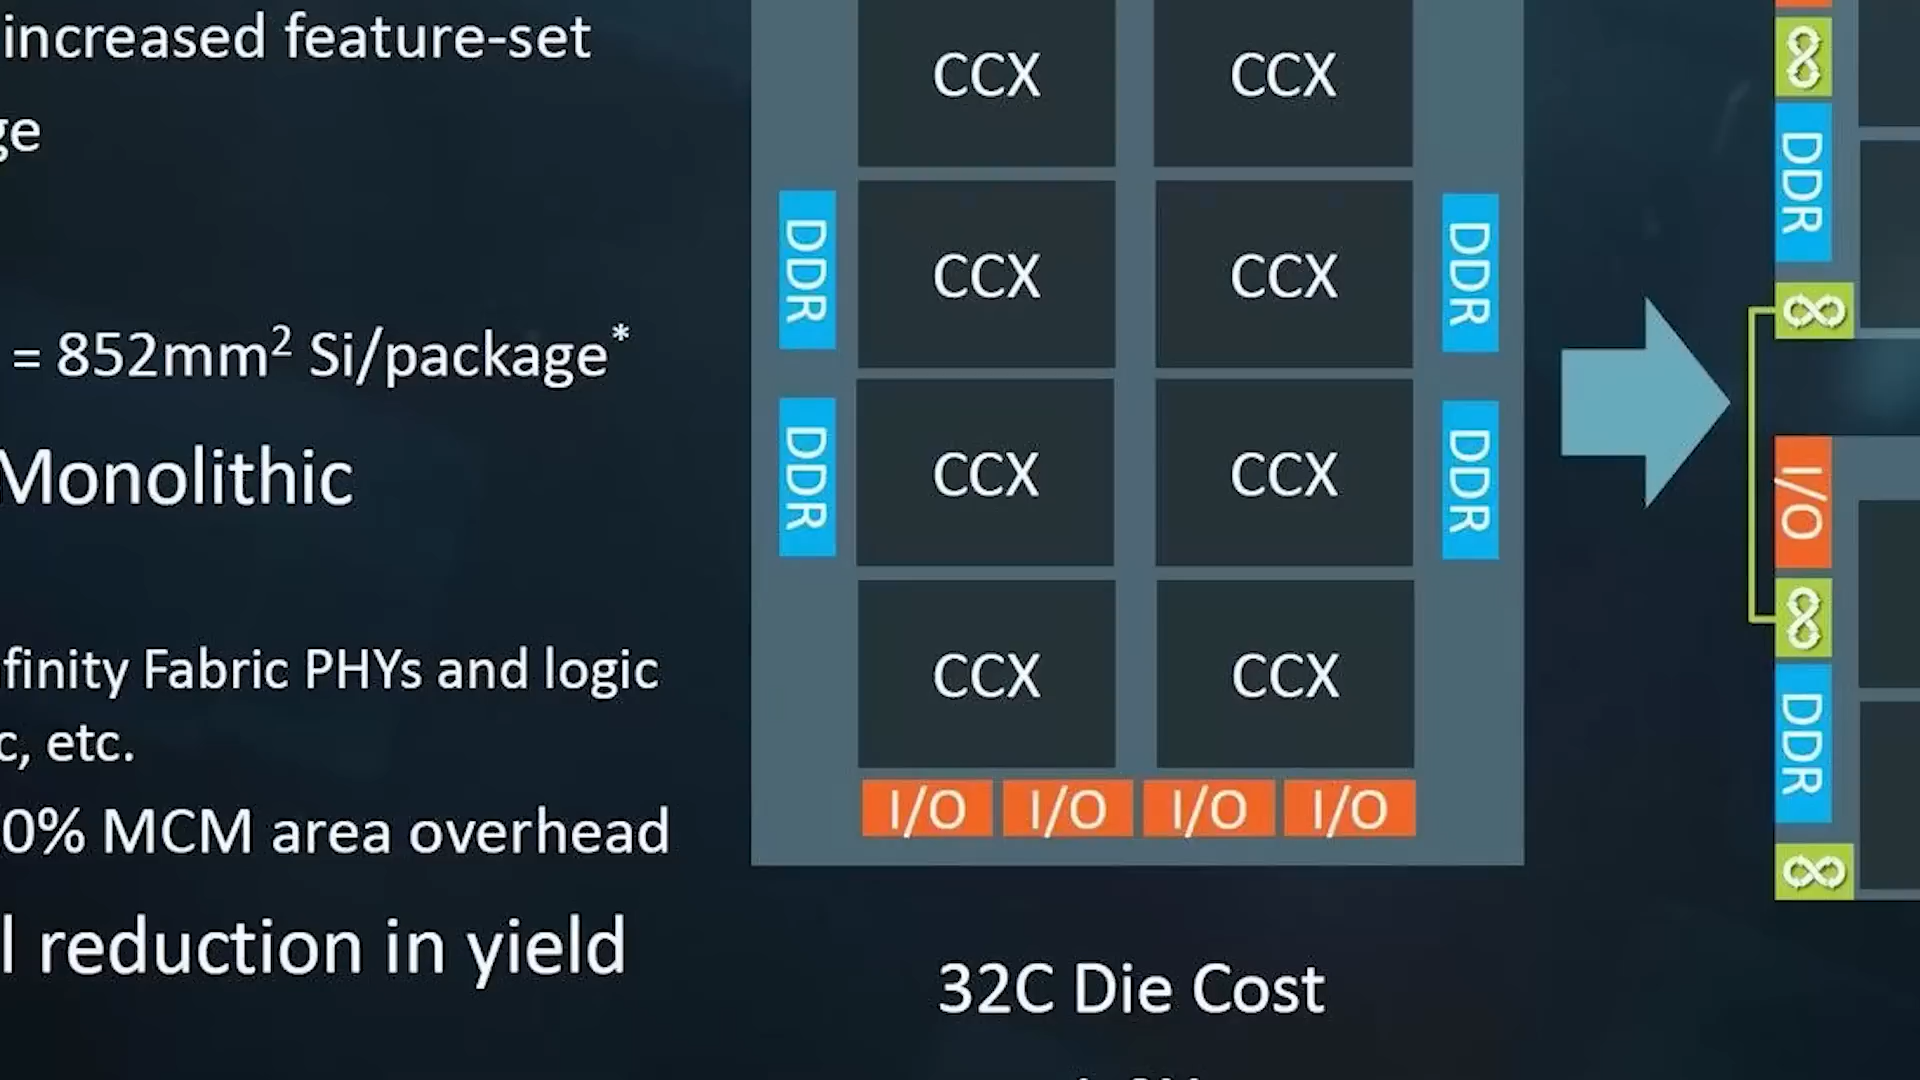 increased feature-set
ge
= 852mm² Si/package*
Monolithic
finity Fabric PHYs and logic
c, etc.
0% MCM area overhead
l reduction in yield
CCX CCX
DDR CCX CCX DDR
DDR CCX CCX DDR
CCX CCX
I/O I/O I/O I/O
32C Die Cost
DDR
I/O
DDR